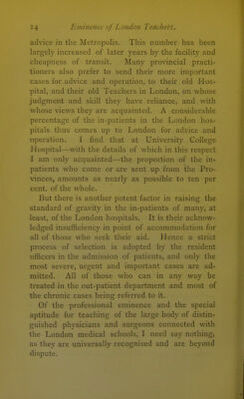 24 Eminence of London Teachers.
advice in the Metropolis. This number has been
largely increased of later years by the facility and
cheapness of transit. Many provincial practi-
tioners also prefer to send their more important
cases for advice and operation, to their old Hos-
pital, and their old Teachers in London, on whose
judgment and skill they have reliance, and with
whose views they are acquainted. A considerable
percentage of the in-patients in the London hos-
pitals thus comes up to London for advice and
operation. I find that at University College
Hospital—with the details of which in this respect
I am only acquainted—the proportion of the in-
patients who come or are sent up from the Pro-
vinces, amounts as nearly as possible to ten per
cent. of the whole.
But there is another potent factor in raising the
standard of gravity in the in-patients of many, at
least, of the London hospitals. It is their acknow-
ledged insufficiency in point of accommodation for
all of those who seek their aid. Hence a strict
process of selection is adopted by the resident
officers in the admission of patients, and only the
most severe, urgent and important cases are ad-
mitted. All of those who can in any way be
treated in the out-patient department and most of
the chronic cases being referred to it.
Of the professional eminence and the special
aptitude for teaching of the large body of distin-
guished physicians and surgeons connected with
the London medical schools, I need say nothing,
as they are universally recognised and are beyond
dispute.